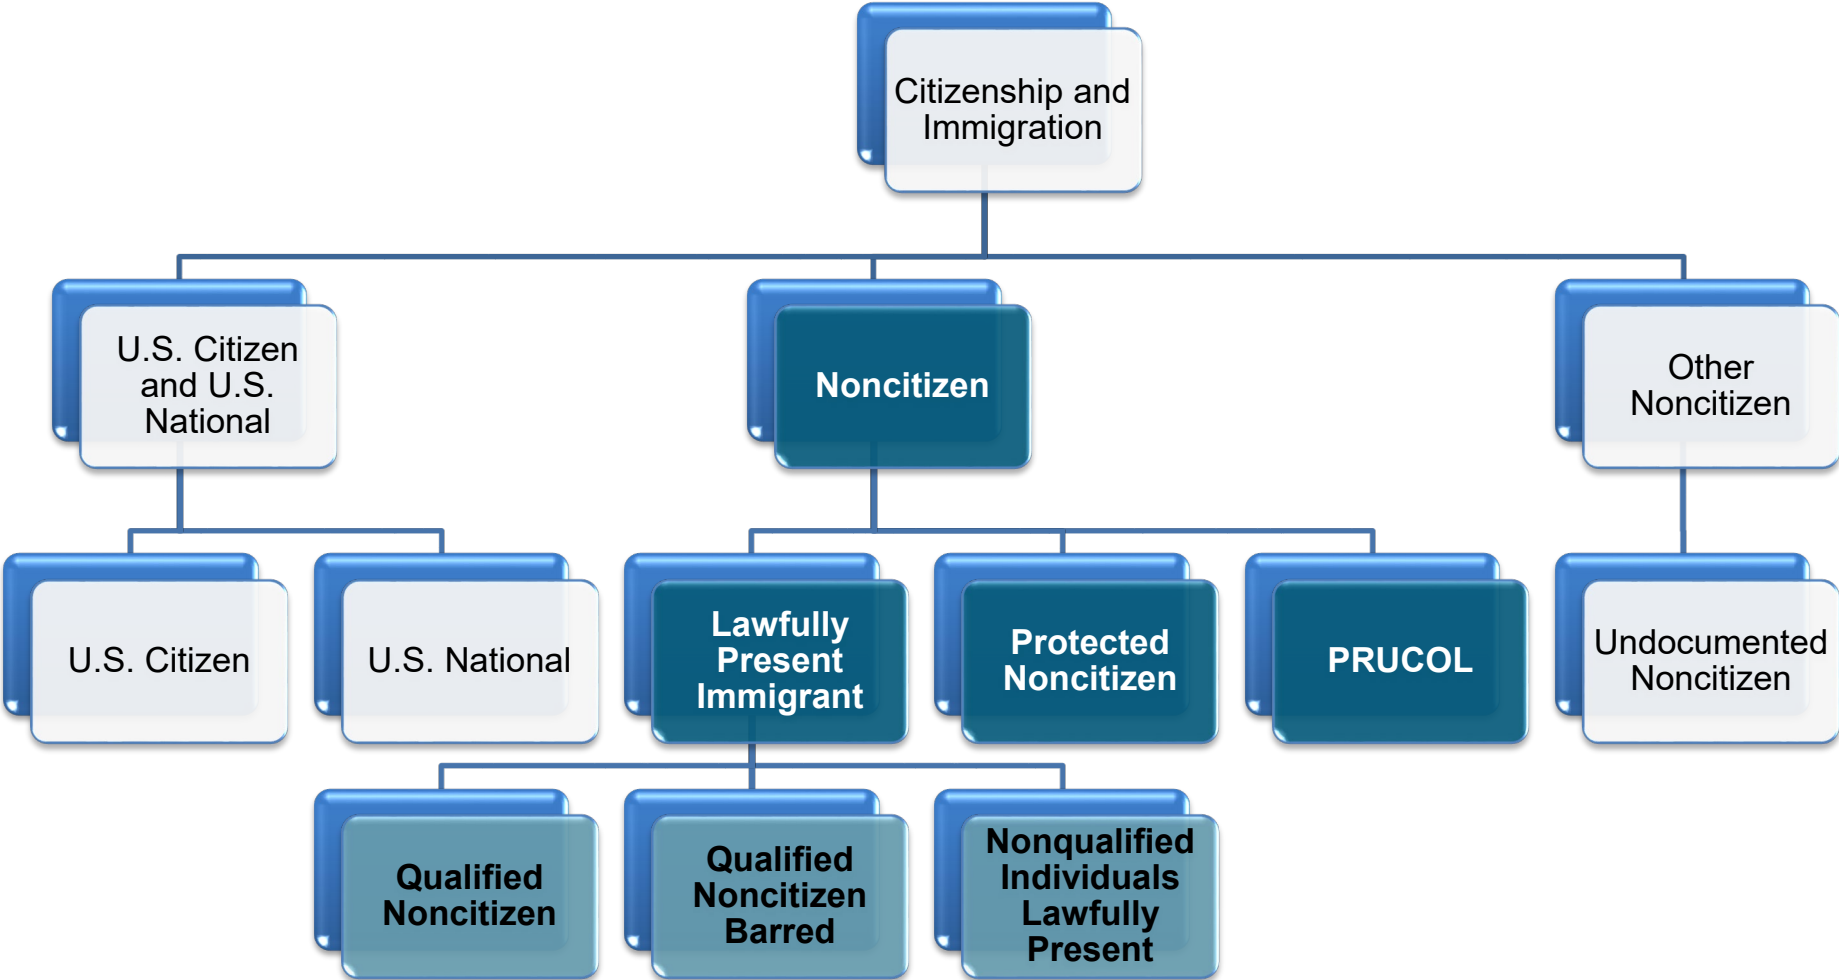 Citizenship and
Immigration
U.S. Citizen
and U.S.
National
Noncitizen
Other
Noncitizen
U.S. Citizen
U.S. National
Lawfully
Present
Immigrant
Protected
Noncitizen
PRUCOL
Undocumented
Noncitizen
Qualified
Noncitizen
Qualified
Noncitizen
Barred
Nonqualified
Individuals
Lawfully
Present